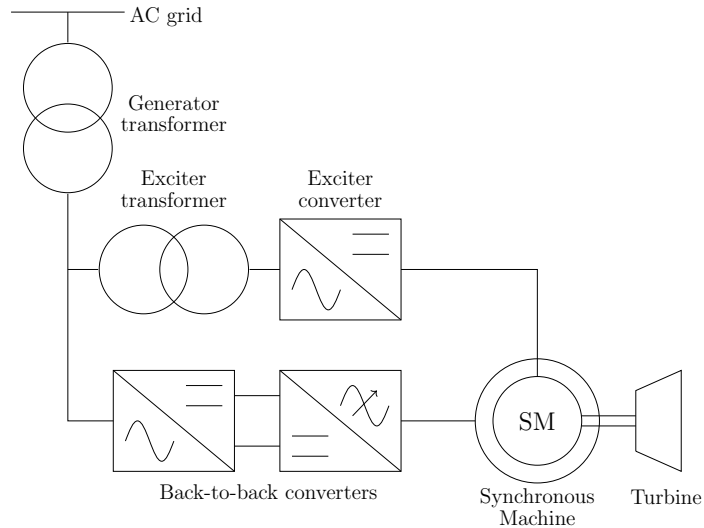 AC grid
Generator
transformer
Exciter
transformer
Exciter
converter
SM
Back-to-back converters
Synchronous
Machine
Turbine